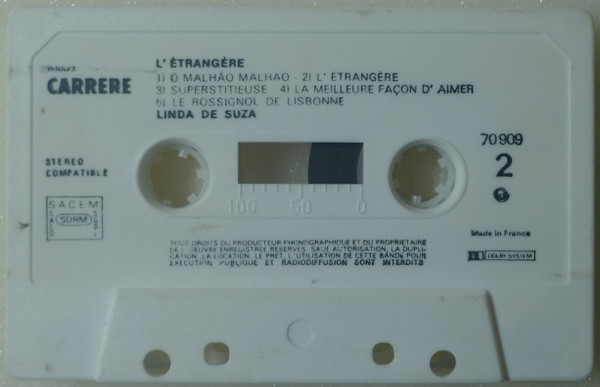 L' ÉTRANGÈRE
CARRERE
1) O MALHÃO MALHAO - 2) L' ETRANGÈRE
3) SUPERSTITIEUSE 4) LA MEILLEURE FAÇON D' AIMER
5) LE ROSSIGNOL DE LISBONNE
LINDA DE SUZA
70 909
2
STEREO
COMPATIBLE
100 50 0
SACEM
SDRM
TOUS DROITS DU PRODUCTEUR PHONOGRAPHIQUE ET DU PROPRIETAIRE
DE L'OEUVRE ENREGISTREE RESERVES. SAUF AUTORISATION, LA DUPLI-
CATION, LA LOCATION, LE PRET, L'UTILISATION DE CETTE BANDE POUR
EXECUTION PUBLIQUE ET RADIODIFFUSION SONT INTERDITS
Made in France
DOLBY SYSTEM